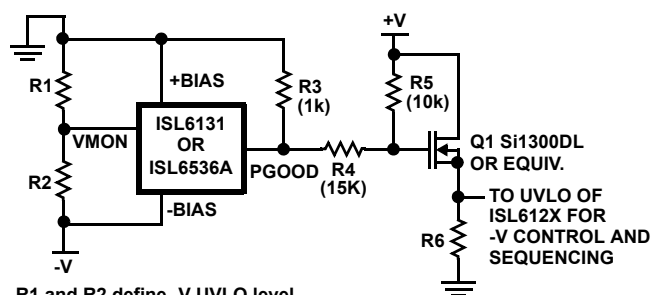 +V
R1
+BIAS
R3
(1k)
R5
(10k)
ISL6131
OR
ISL6536A
VMON
Q1 Si1300DL
OR EQUIV.
R2
PGOOD
R4
(15K)
-BIAS
TO UVLO OF
ISL612X FOR
-V CONTROL AND
SEQUENCING
R6
-V
R1 and R2 define -V UVLO level